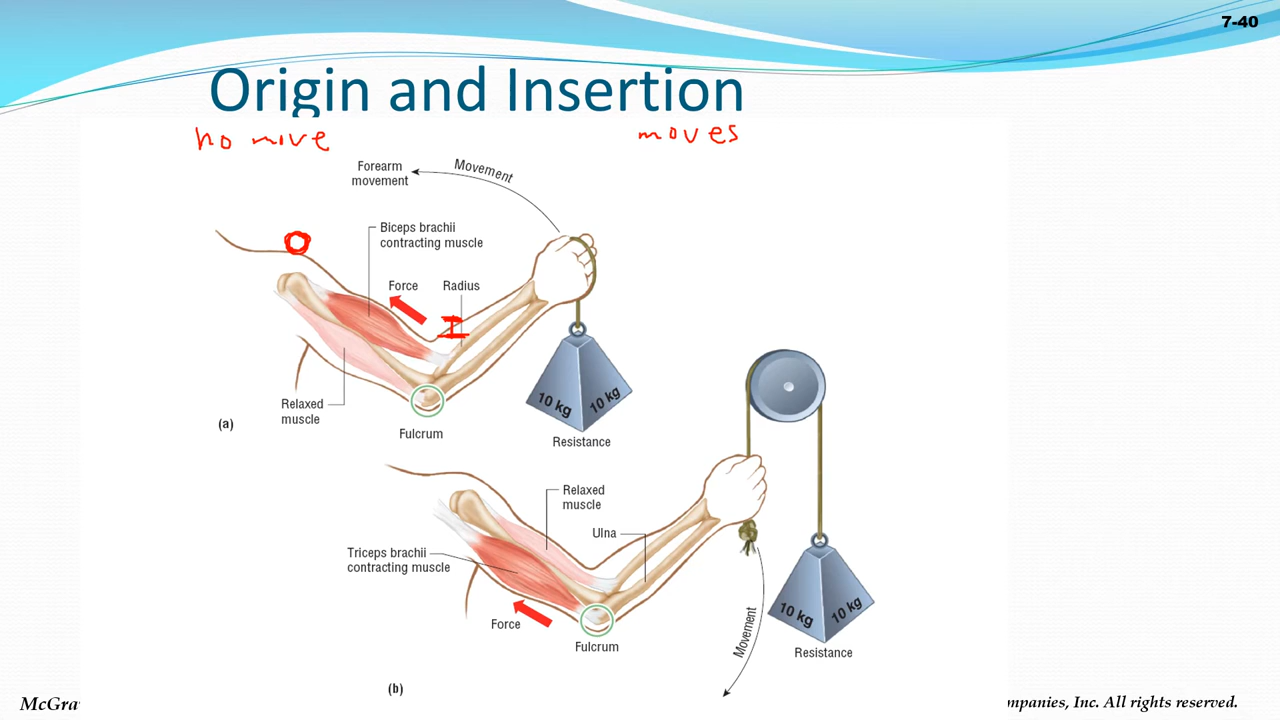 7-40
Origin and Insertion
no move
moves
Forearm
movement
Movement
Biceps brachii
contracting muscle
O
Force
Radius
I
10 kg
10 kg
Relaxed
muscle
(a)
Fulcrum
Resistance
Relaxed
muscle
Ulna
Triceps brachii
contracting muscle
Force
Fulcrum
Movement
10 kg
10 kg
Resistance
(b)
McGra
mpanies, Inc. All rights reserved.